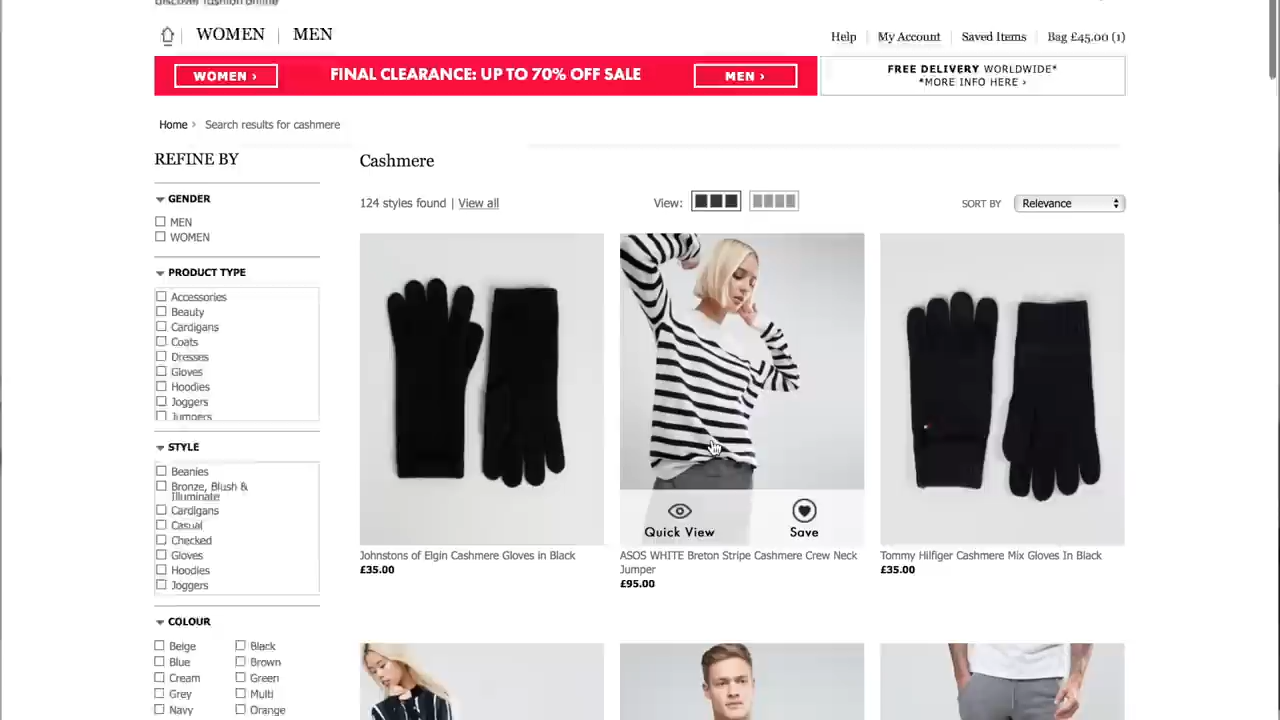 discover fashion online
WOMEN
MEN
Help
My Account
Saved Items
Bag £45.00 (1)
WOMEN ›
FINAL CLEARANCE: UP TO 70% OFF SALE
MEN ›
FREE DELIVERY WORLDWIDE*
*MORE INFO HERE ›
Home › Search results for cashmere
REFINE BY
GENDER
MEN
WOMEN
PRODUCT TYPE
Accessories
Beauty
Cardigans
Coats
Dresses
Gloves
Hoodies
Joggers
Jumpers
STYLE
Beanies
Bronze, Blush &
Illuminate
Cardigans
Casual
Checked
Gloves
Hoodies
Joggers
COLOUR
Beige
Black
Blue
Brown
Cream
Green
Grey
Multi
Navy
Orange
Cashmere
124 styles found | View all
View:
SORT BY
Relevance
Quick View
Save
Johnstons of Elgin Cashmere Gloves in Black
£35.00
ASOS WHITE Breton Stripe Cashmere Crew Neck
Jumper
£95.00
Tommy Hilfiger Cashmere Mix Gloves In Black
£35.00